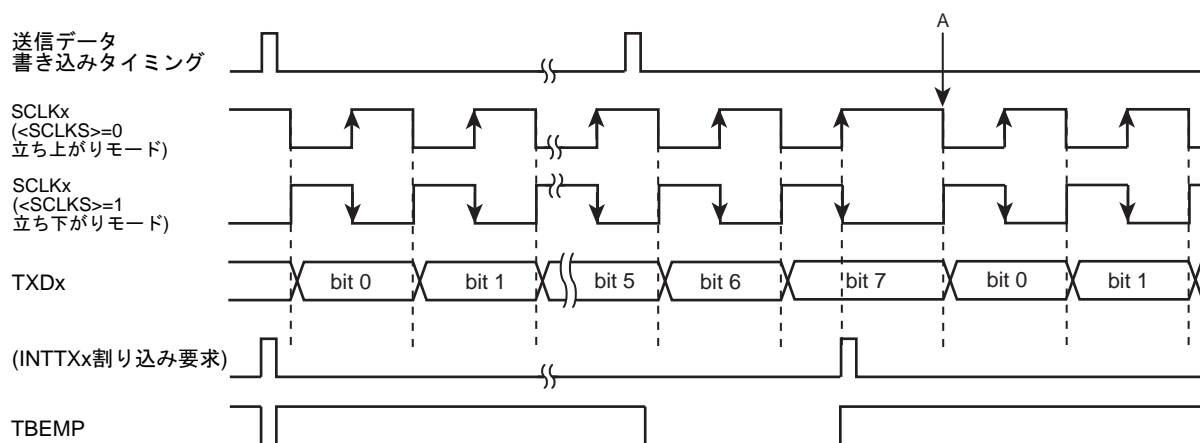 A
送信データ
書き込みタイミング
SCLKx
(<SCLKS>=0
立ち上がりモード)
SCLKx
(<SCLKS>=1
立ち下がりモード)
TXDx
bit 0
bit 1
bit 5
bit 6
bit 7
bit 0
bit 1
(INTTXx割り込み要求)
TBEMP